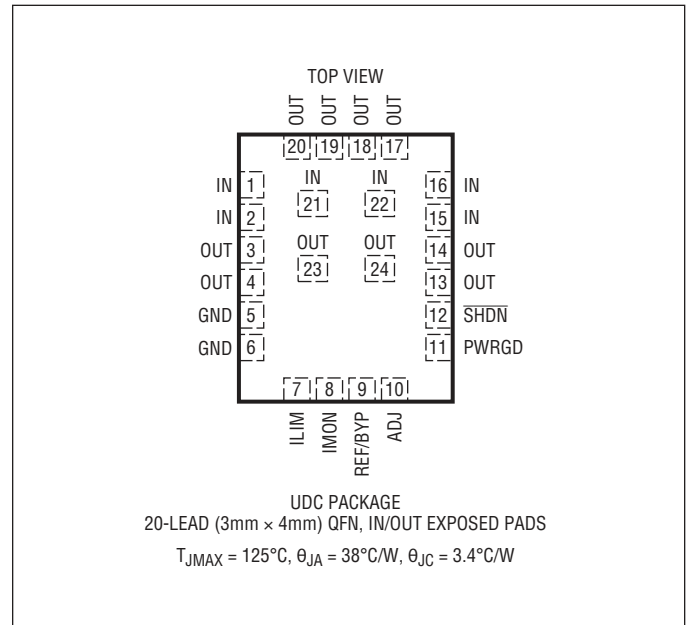 TOP VIEW
OUT OUT OUT OUT
20 19 18 17
IN 1 IN 21 IN 22 16 IN
IN 2 15 IN
OUT 3 OUT 23 OUT 24 14 OUT
OUT 4 13 OUT
GND 5 12 SHDN
GND 6 11 PWRGD
7 8 9 10
ILIM IMON REF/BYP ADJ
UDC PACKAGE
20-LEAD (3mm × 4mm) QFN, IN/OUT EXPOSED PADS
TJMAX = 125°C, θJA = 38°C/W, θJC = 3.4°C/W